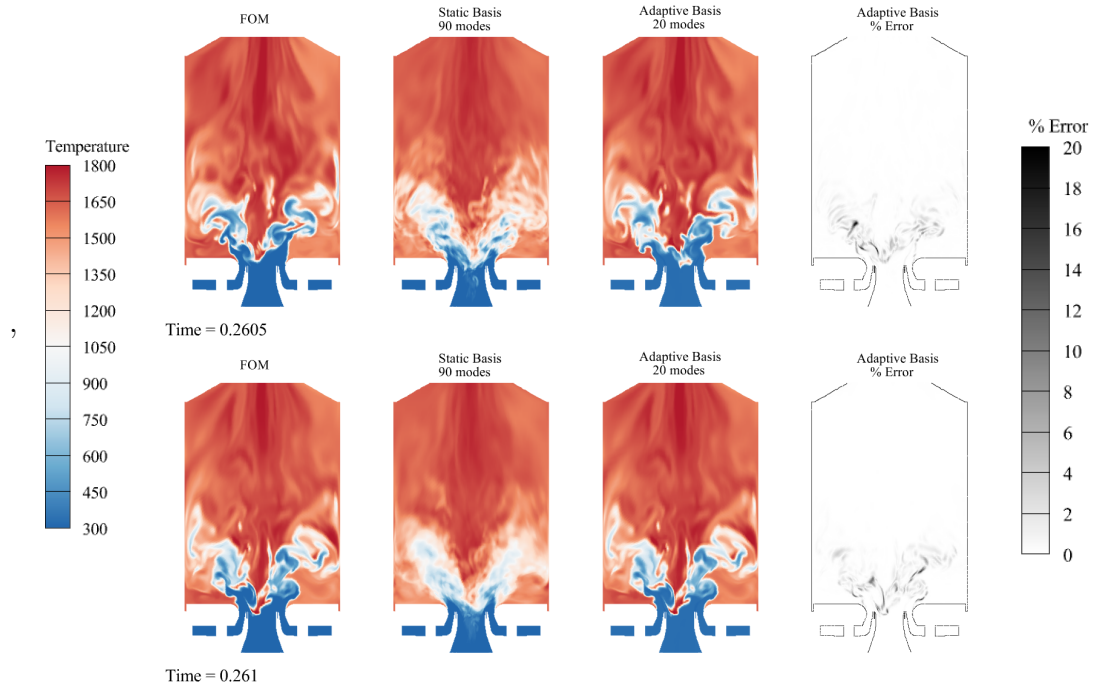 FOM
Static Basis
90 modes
Adaptive Basis
20 modes
Adaptive Basis
% Error
Temperature
1800
1650
1500
1350
1200
1050
900
750
600
450
300
% Error
20
18
16
14
12
10
8
6
4
2
0
,
Time = 0.2605
FOM
Static Basis
90 modes
Adaptive Basis
20 modes
Adaptive Basis
% Error
Time = 0.261